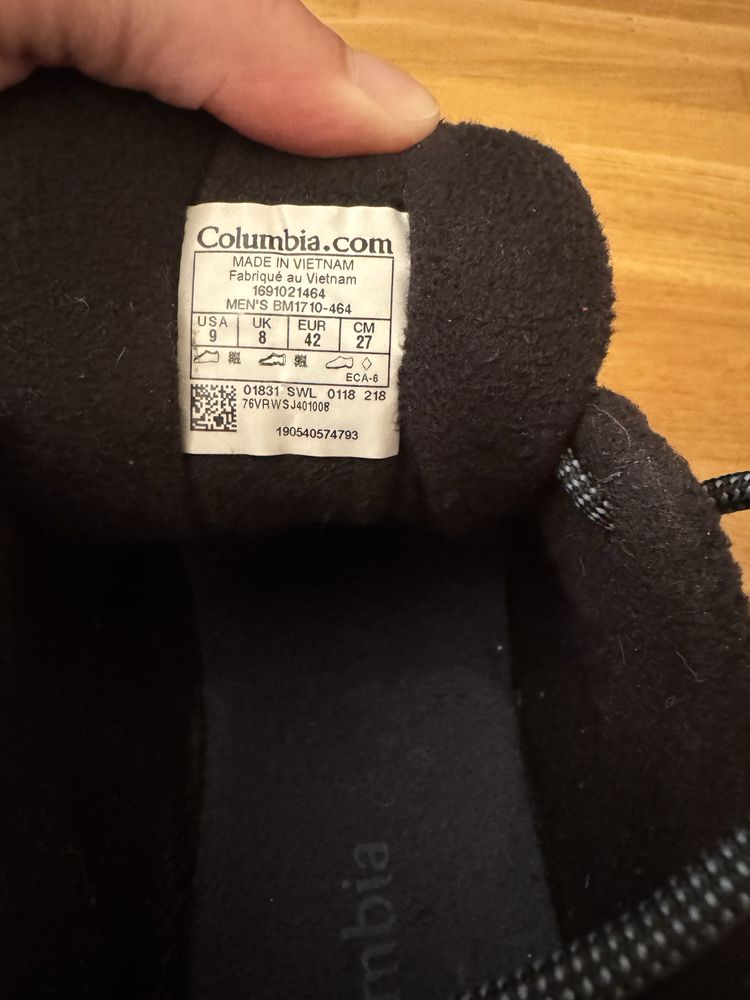 Columbia.com
MADE IN VIETNAM
Fabriqué au Vietnam
1691021464
MEN'S BM1710-464
USA UK EUR CM
9 8 42 27
ECA-6
01831 SWL 0118 218
76VRWSJ401008
190540574793
mbia